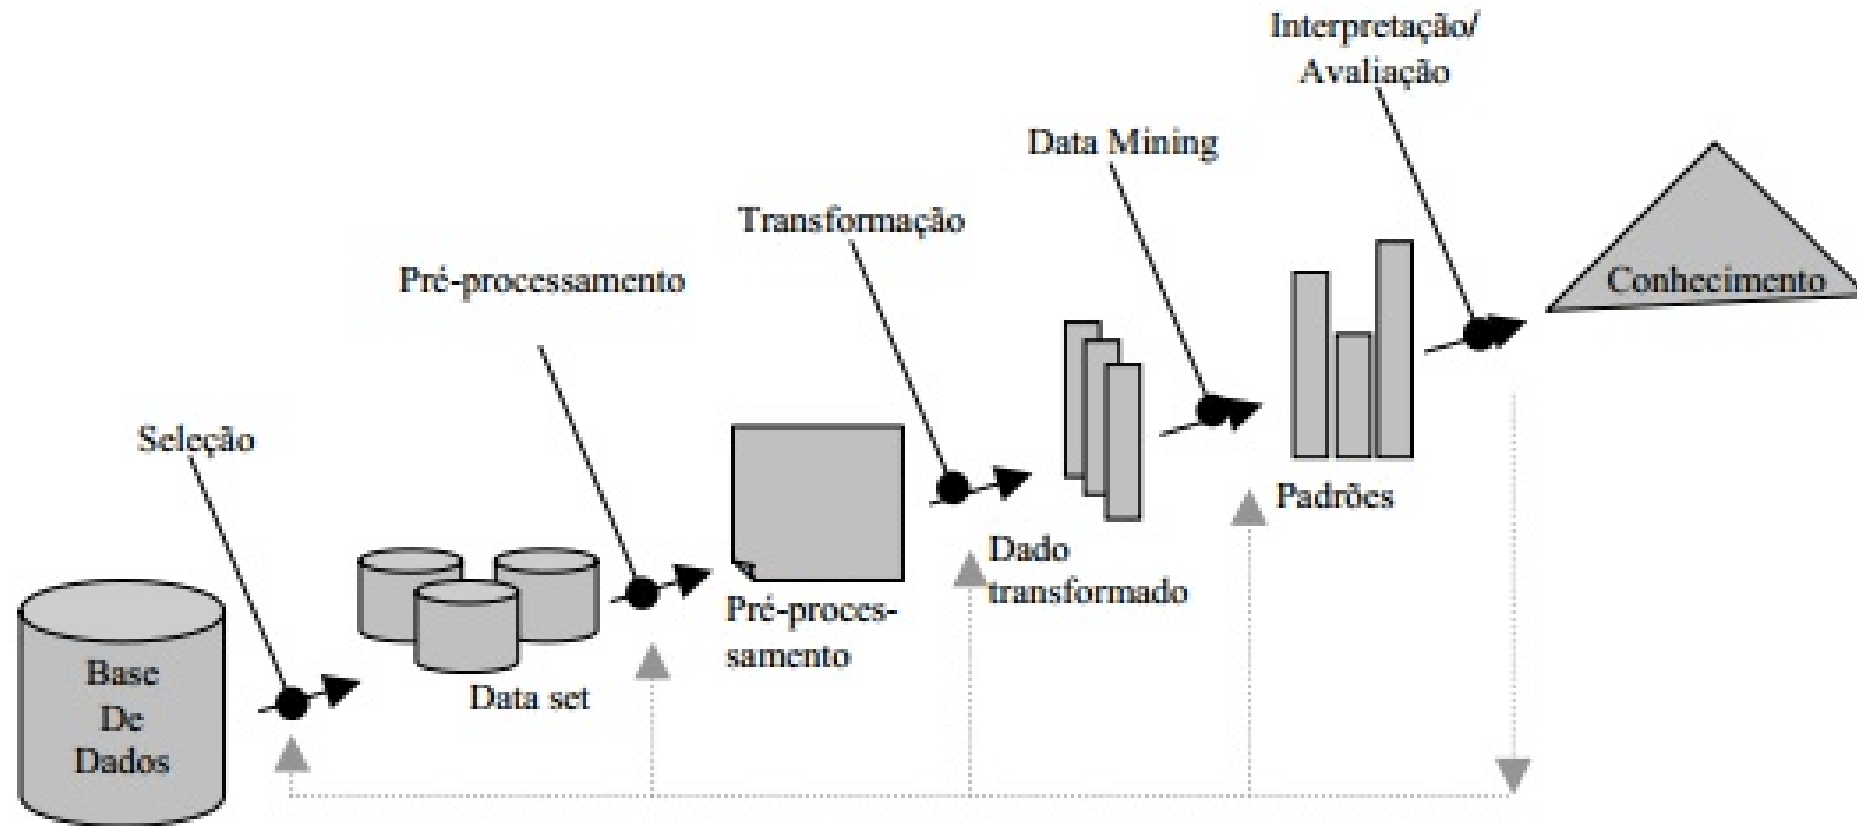 Interpretação/
Avaliação
Data Mining
Transformação
Pré-processamento
Conhecimento
Seleção
Padrões
Dado
transformado
Pré-proces-
samento
Data set
Base
De
Dados